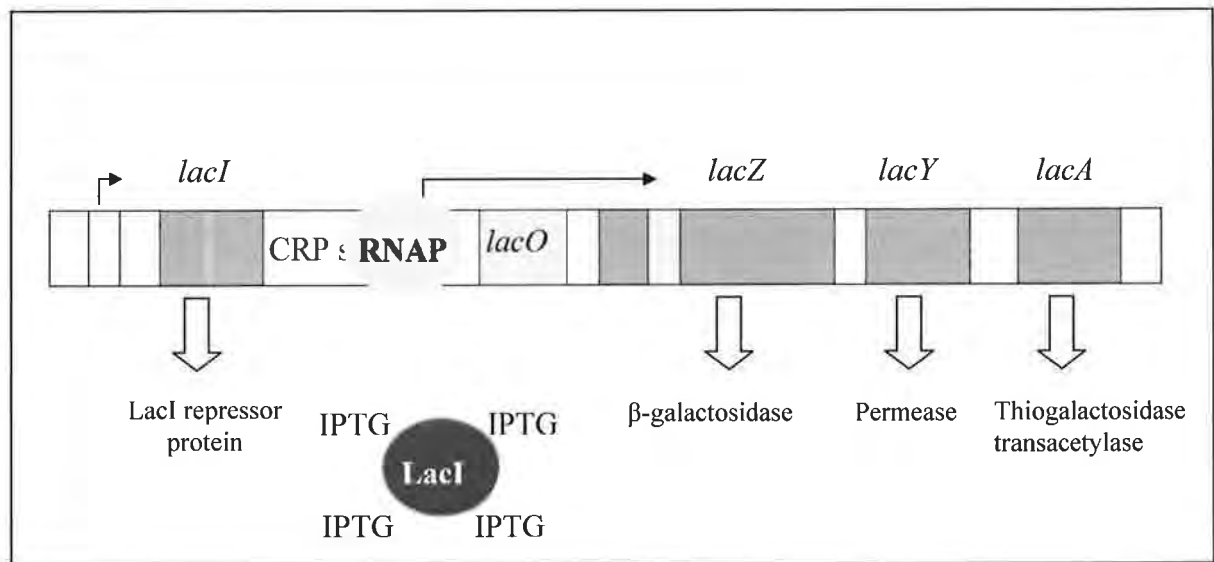 lacI
lacZ
lacY
lacA
CRP s
RNAP
lacO
LacI repressor
protein
β-galactosidase
Permease
Thiogalactosidase
transacetylase
IPTG
IPTG
LacI
IPTG
IPTG